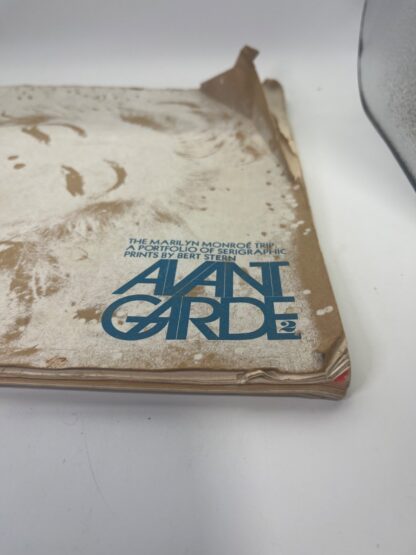 THE MARILYN MONROE TRIP
A PORTFOLIO OF SERIGRAPHIC
PRINTS BY BERT STERN
AVANT
GARDE 2